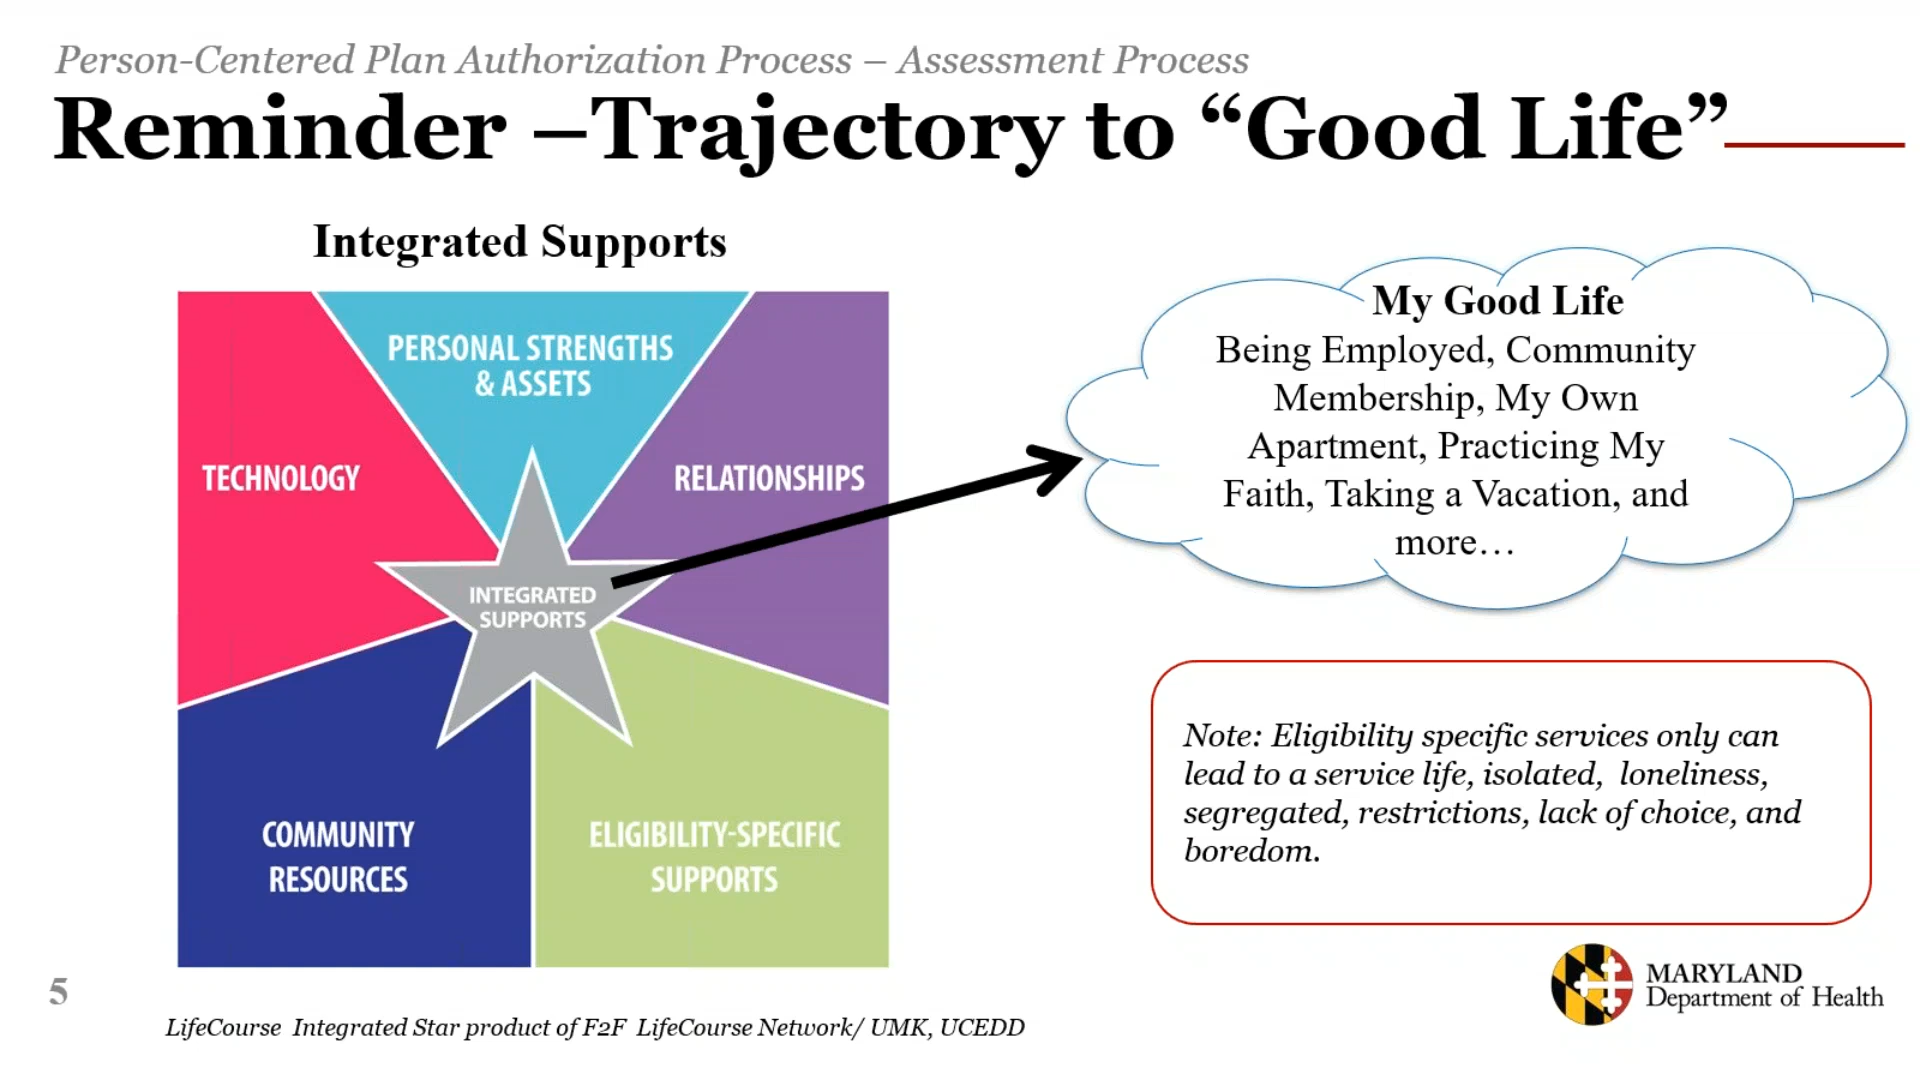 Person-Centered Plan Authorization Process – Assessment Process
Reminder –Trajectory to “Good Life”
Integrated Supports
PERSONAL STRENGTHS
& ASSETS
TECHNOLOGY
RELATIONSHIPS
INTEGRATED
SUPPORTS
COMMUNITY
RESOURCES
ELIGIBILITY-SPECIFIC
SUPPORTS
My Good Life
Being Employed, Community
Membership, My Own
Apartment, Practicing My
Faith, Taking a Vacation, and
more…
Note: Eligibility specific services only can
lead to a service life, isolated, loneliness,
segregated, restrictions, lack of choice, and
boredom.
MARYLAND
Department of Health
5
LifeCourse Integrated Star product of F2F LifeCourse Network/ UMK, UCEDD